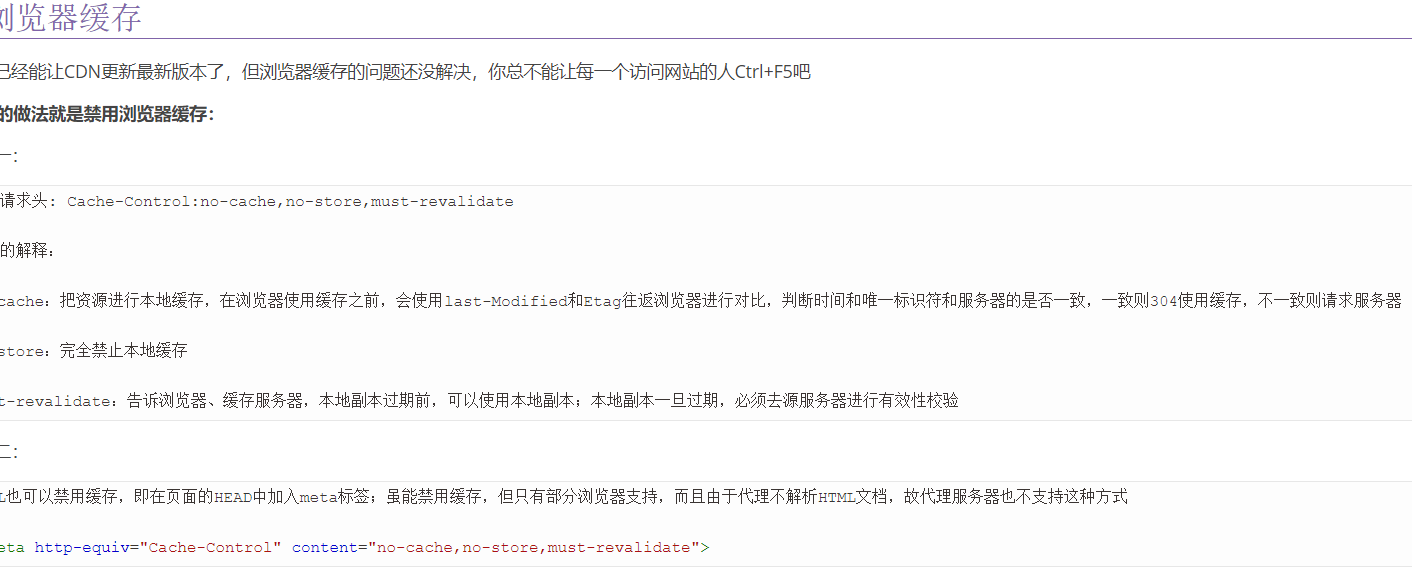 浏览器缓存
已经能让CDN更新最新版本了，但浏览器缓存的问题还没解决，你总不能让每一个访问网站的人Ctrl+F5吧
的做法就是禁用浏览器缓存：
一：
请求头: Cache-Control:no-cache,no-store,must-revalidate
的解释：
cache：把资源进行本地缓存，在浏览器使用缓存之前，会使用last-Modified和Etag往返浏览器进行对比，判断时间和唯一标识符和服务器的是否一致，一致则304使用缓存，不一致则请求服务器
store：完全禁止本地缓存
t-revalidate：告诉浏览器、缓存服务器，本地副本过期前，可以使用本地副本；本地副本一旦过期，必须去源服务器进行有效性校验
二：
L也可以禁用缓存，即在页面的HEAD中加入meta标签；虽能禁用缓存，但只有部分浏览器支持，而且由于代理不解析HTML文档，故代理服务器也不支持这种方式
eta http-equiv="Cache-Control" content="no-cache,no-store,must-revalidate">